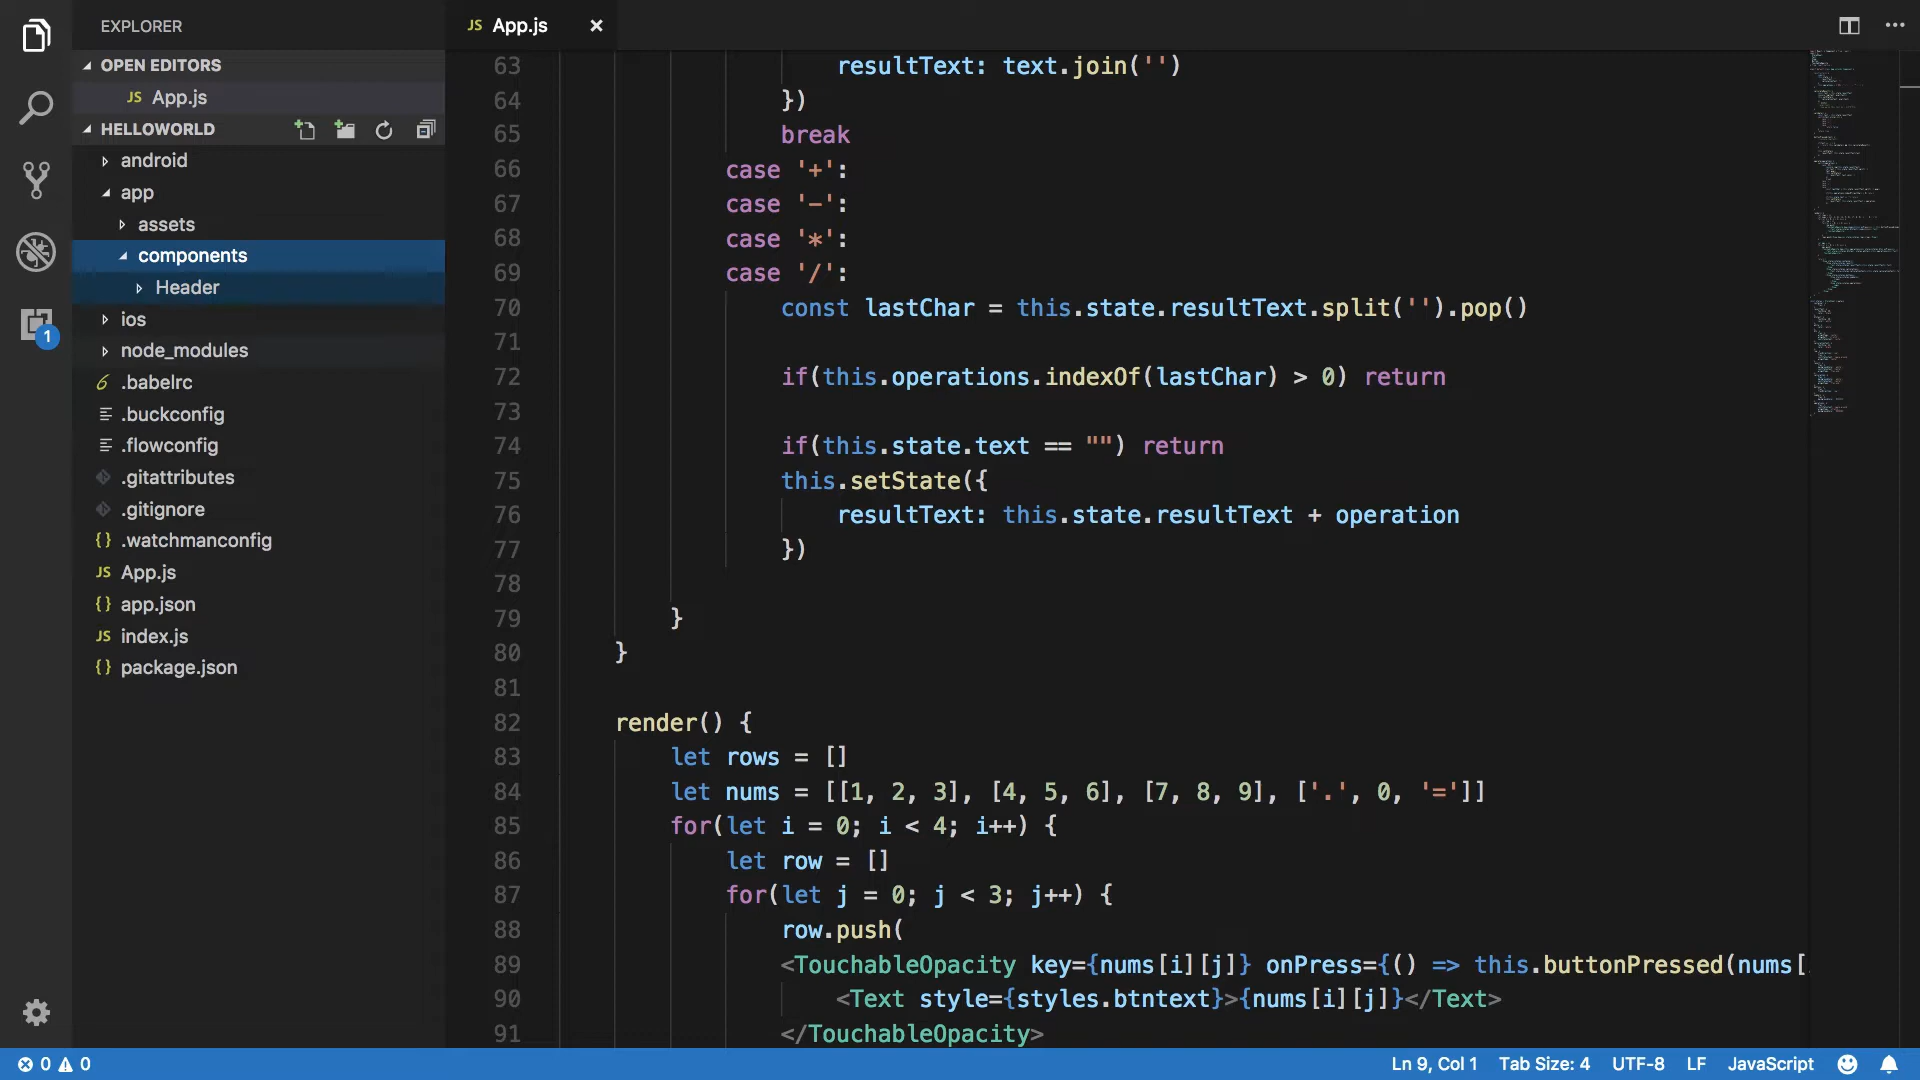 EXPLORER
OPEN EDITORS
JS App.js
HELLOWORLD
android
app
assets
components
Header
ios
node_modules
.babelrc
.buckconfig
.flowconfig
.gitattributes
.gitignore
{} .watchmanconfig
JS App.js
{} app.json
JS index.js
{} package.json
1
JS App.js
63 resultText: text.join('')
64 })
65 break
66 case '+':
67 case '-':
68 case '*':
69 case '/':
70 const lastChar = this.state.resultText.split('').pop()
71
72 if(this.operations.indexOf(lastChar) > 0) return
73
74 if(this.state.text == "") return
75 this.setState({
76 resultText: this.state.resultText + operation
77 })
78
79 }
80 }
81
82 render() {
83 let rows = []
84 let nums = [[1, 2, 3], [4, 5, 6], [7, 8, 9], ['.', 0, '=']]
85 for(let i = 0; i < 4; i++) {
86 let row = []
87 for(let j = 0; j < 3; j++) {
88 row.push(
89 <TouchableOpacity key={nums[i][j]} onPress={() => this.buttonPressed(nums[
90 <Text style={styles.btntext}>{nums[i][j]}</Text>
91 </TouchableOpacity>
0 0
Ln 9, Col 1 Tab Size: 4 UTF-8 LF JavaScript